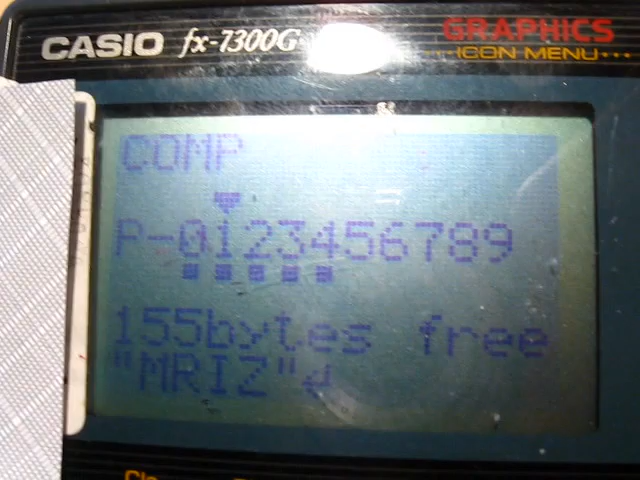 CASIO fx-7300G GRAPHICS
ICON MENU
COMP
P-0123456789
155bytes free
"MRIZ"↵